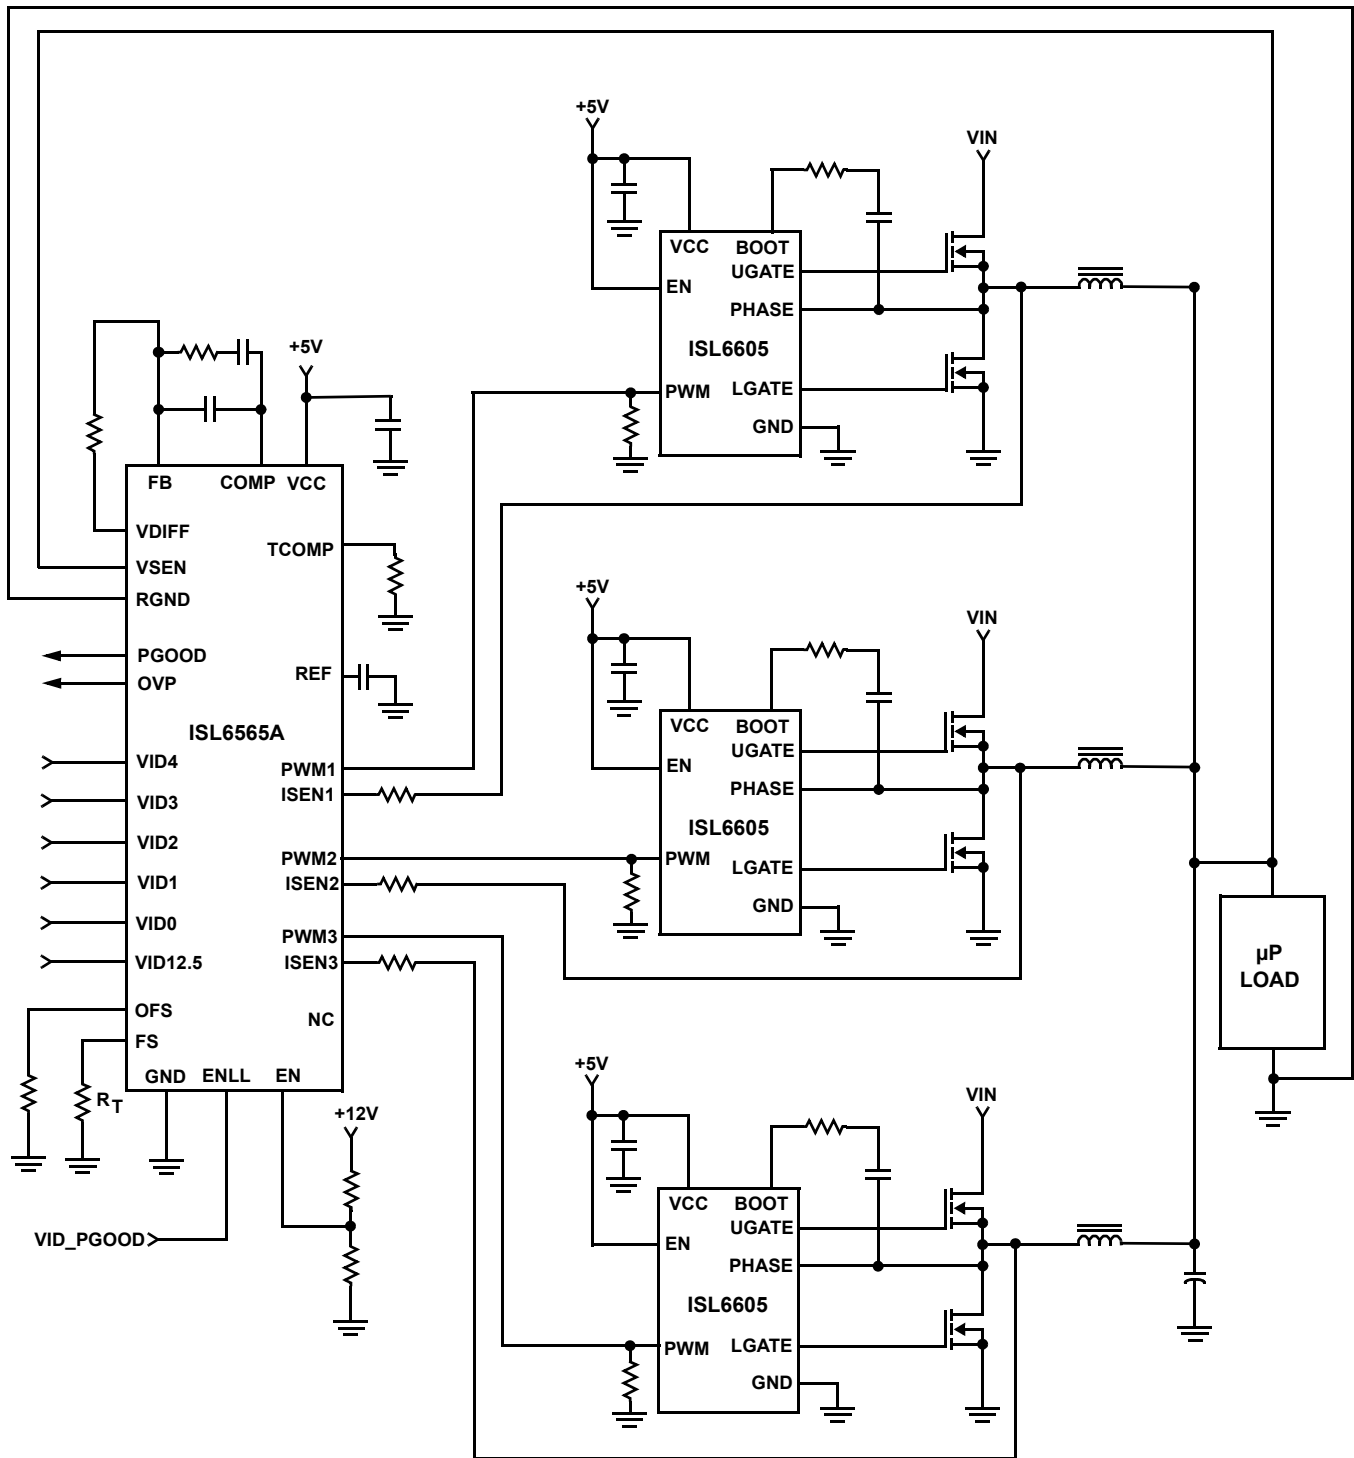 +5V
VIN
VCC
BOOT
UGATE
EN
PHASE
ISL6605
PWM
LGATE
GND
+5V
FB
COMP
VCC
VDIFF
VSEN
RGND
TCOMP
PGOOD
OVP
REF
ISL6565A
VID4
VID3
VID2
VID1
VID0
VID12.5
PWM1
ISEN1
PWM2
ISEN2
PWM3
ISEN3
OFS
FS
NC
GND
ENLL
EN
RT
+12V
VID_PGOOD
+5V
VIN
VCC
BOOT
UGATE
EN
PHASE
ISL6605
PWM
LGATE
GND
µP
LOAD
+5V
VIN
VCC
BOOT
UGATE
EN
PHASE
ISL6605
PWM
LGATE
GND